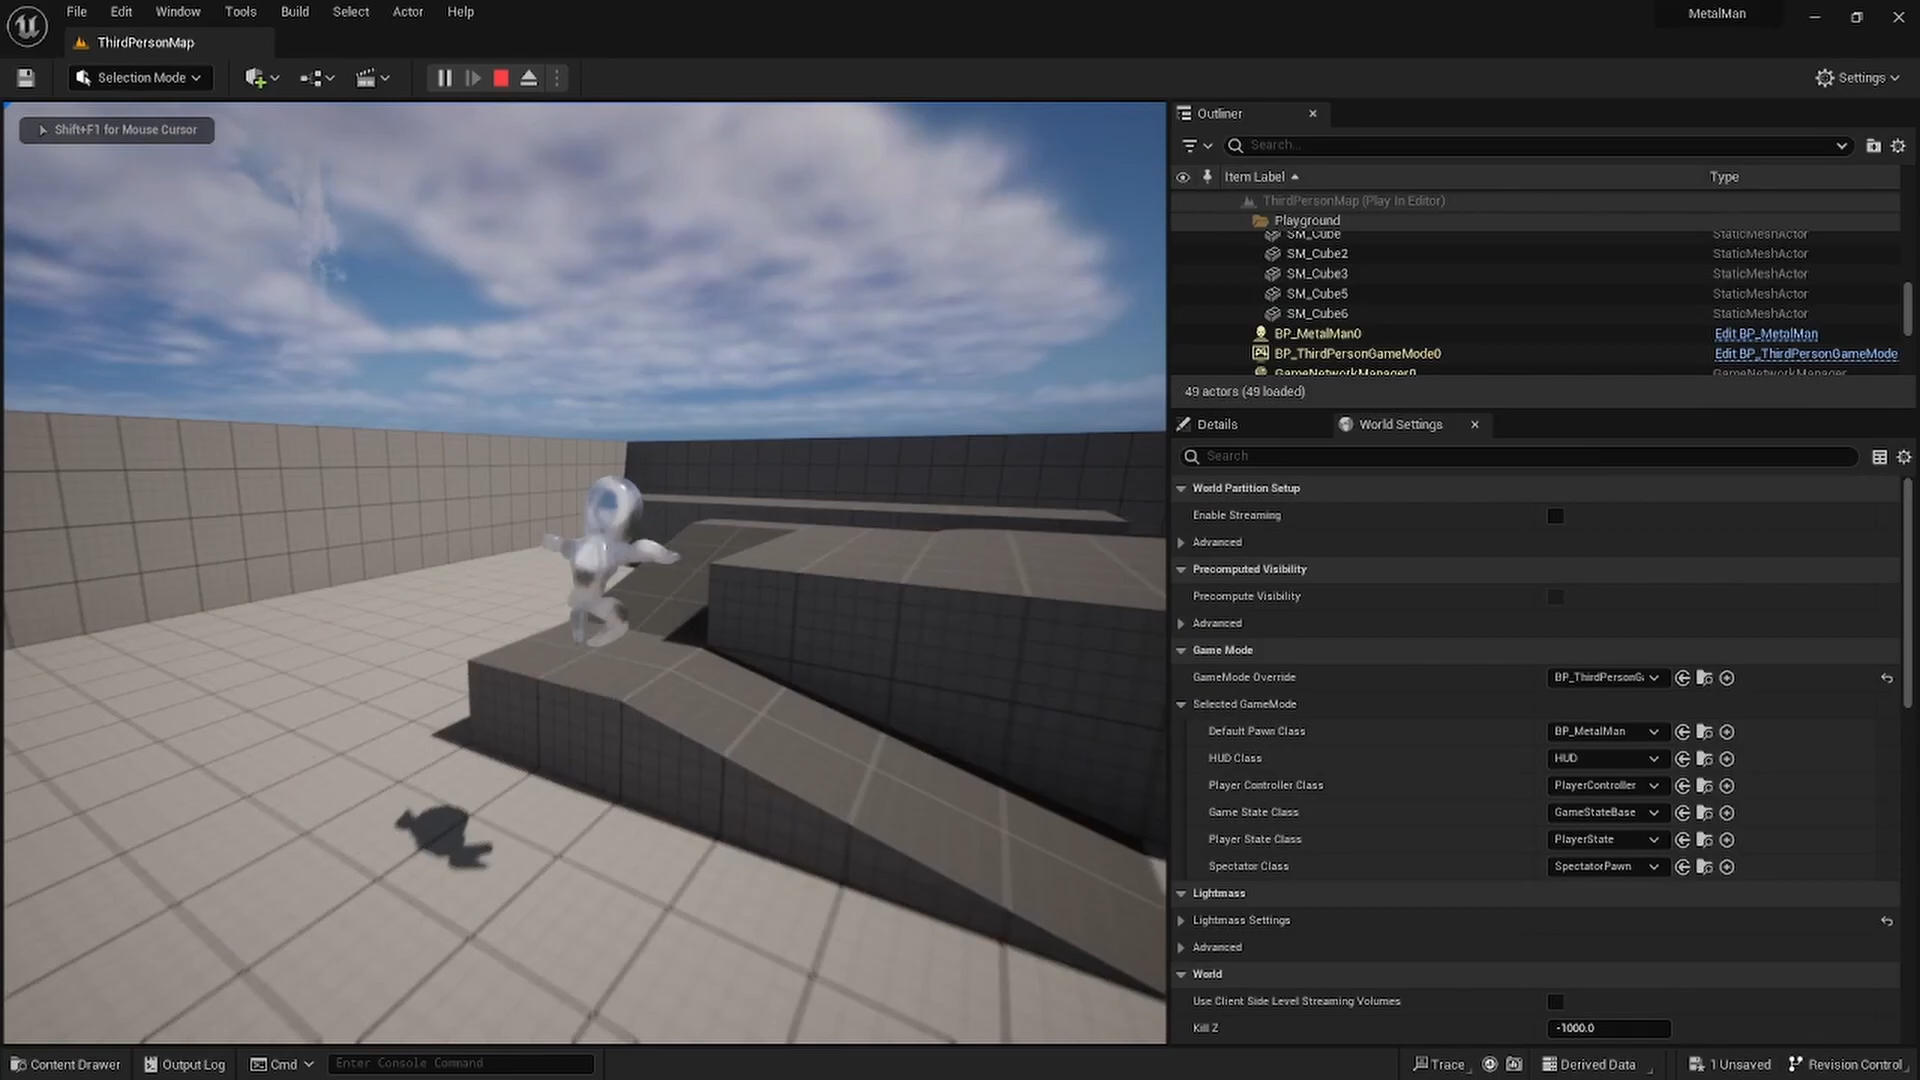 File Edit Window Tools Build Select Actor Help
MetalMan
ThirdPersonMap
Selection Mode
Settings
Shift+F1 for Mouse Cursor
Outliner
Search...
Item Label Type
ThirdPersonMap (Play In Editor)
Playground
SM_Cube StaticMeshActor
SM_Cube2 StaticMeshActor
SM_Cube3 StaticMeshActor
SM_Cube5 StaticMeshActor
SM_Cube6 StaticMeshActor
BP_MetalMan0 Edit BP_MetalMan
BP_ThirdPersonGameMode0 Edit BP_ThirdPersonGameMode
GameNetworkManager0 GameNetworkManager
49 actors (49 loaded)
Details World Settings
Search
World Partition Setup
Enable Streaming
Advanced
Precomputed Visibility
Precompute Visibility
Advanced
Game Mode
GameMode Override BP_ThirdPersonGa
Selected GameMode
Default Pawn Class BP_MetalMan
HUD Class HUD
Player Controller Class PlayerController
Game State Class GameStateBase
Player State Class PlayerState
Spectator Class SpectatorPawn
Lightmass
Lightmass Settings
Advanced
World
Use Client Side Level Streaming Volumes
Kill Z -1000.0
Content Drawer Output Log Cmd Enter Console Command Trace Derived Data 1 Unsaved Revision Control